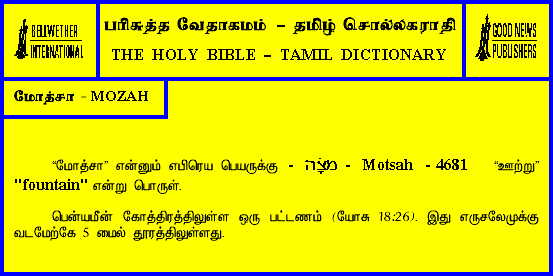 BELLWETHER
INTERNATIONAL
பரிசுத்த வேதாகமம் – தமிழ் சொல்லகராதி
THE HOLY BIBLE – TAMIL DICTIONARY
GOOD NEWS
PUBLISHERS
மோத்சா - MOZAH
“மோத்சா” என்னும் எபிரெய பெயருக்கு - מֹצָה - Motsah - 4681 “ஊற்று”
"fountain" என்று பொருள்.
பென்யமீன் கோத்திரத்திலுள்ள ஒரு பட்டணம் (யோசு 18:26). இது எருசலேமுக்கு
வடமேற்கே 5 மைல் தூரத்திலுள்ளது.